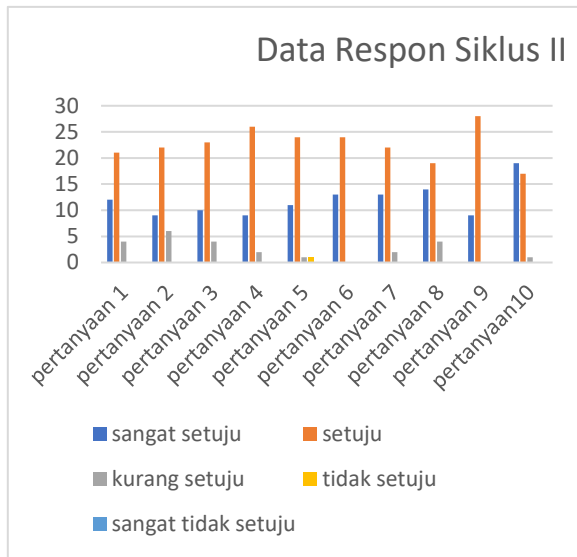 Data Respon Siklus II
30
25
20
15
10
5
0
pertanyaan 1
pertanyaan 2
pertanyaan 3
pertanyaan 4
pertanyaan 5
pertanyaan 6
pertanyaan 7
pertanyaan 8
pertanyaan 9
pertanyaan10
sangat setuju
setuju
kurang setuju
tidak setuju
sangat tidak setuju